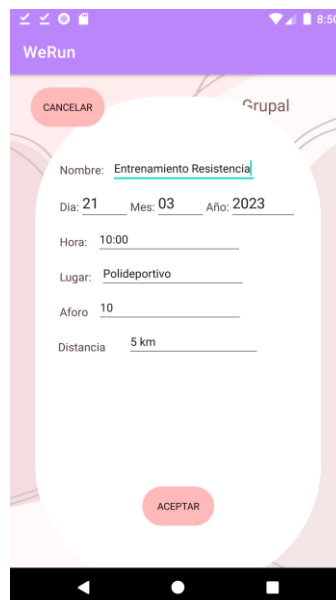 8:50
WeRun
CANCELAR
Grupal
Nombre: Entrenamiento Resistencia
Dia: 21 Mes: 03 Año: 2023
Hora: 10:00
Lugar: Polideportivo
Aforo 10
Distancia 5 km
ACEPTAR